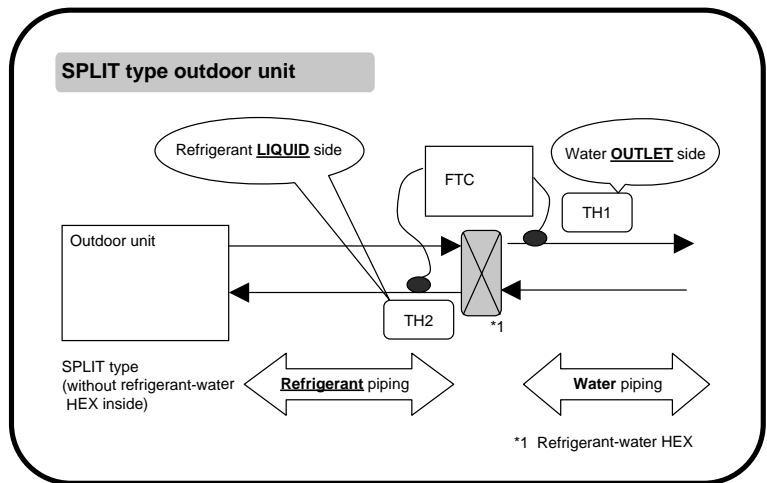 SPLIT type outdoor unit
Refrigerant LIQUID side
FTC
Water OUTLET side
TH1
Outdoor unit
TH2
*1
SPLIT type
(without refrigerant-water
HEX inside)
Refrigerant piping
Water piping
*1 Refrigerant-water HEX